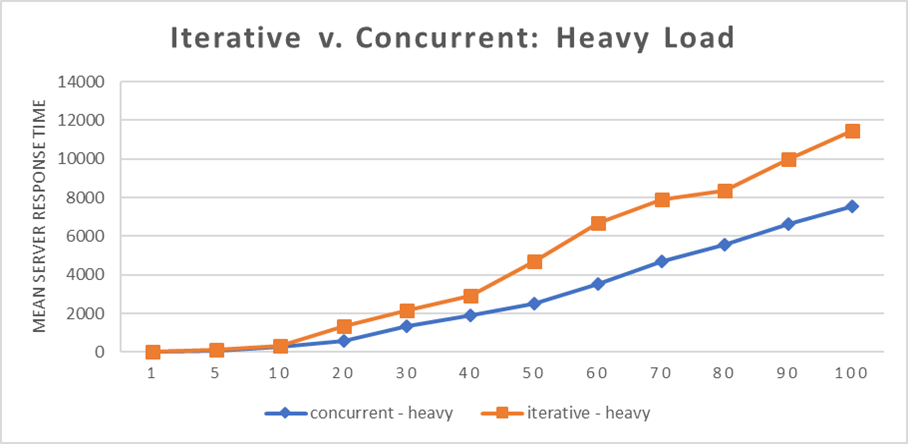 Iterative v. Concurrent: Heavy Load
MEAN SERVER RESPONSE TIME
14000
12000
10000
8000
6000
4000
2000
0
1 5 10 20 30 40 50 60 70 80 90 100
concurrent - heavy iterative - heavy